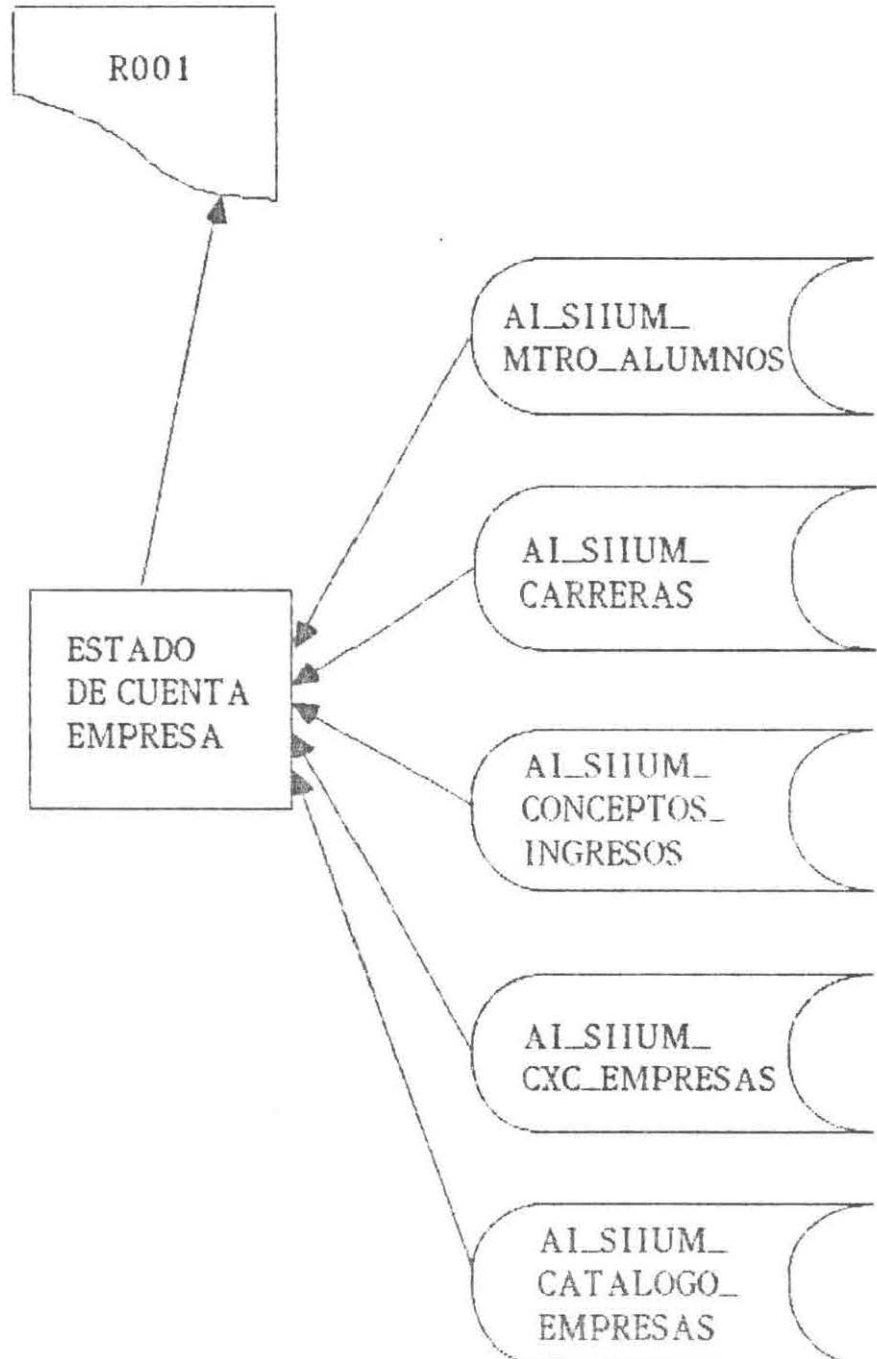 R001
AI_SIIUM_
MTRO_ALUMNOS
AI_SIIUM_
CARRERAS
ESTADO
DE CUENTA
EMPRESA
AI_SIIUM_
CONCEPTOS_
INGRESOS
AI_SIIUM_
CXC_EMPRESAS
AI_SIIUM_
CATALOGO_
EMPRESAS